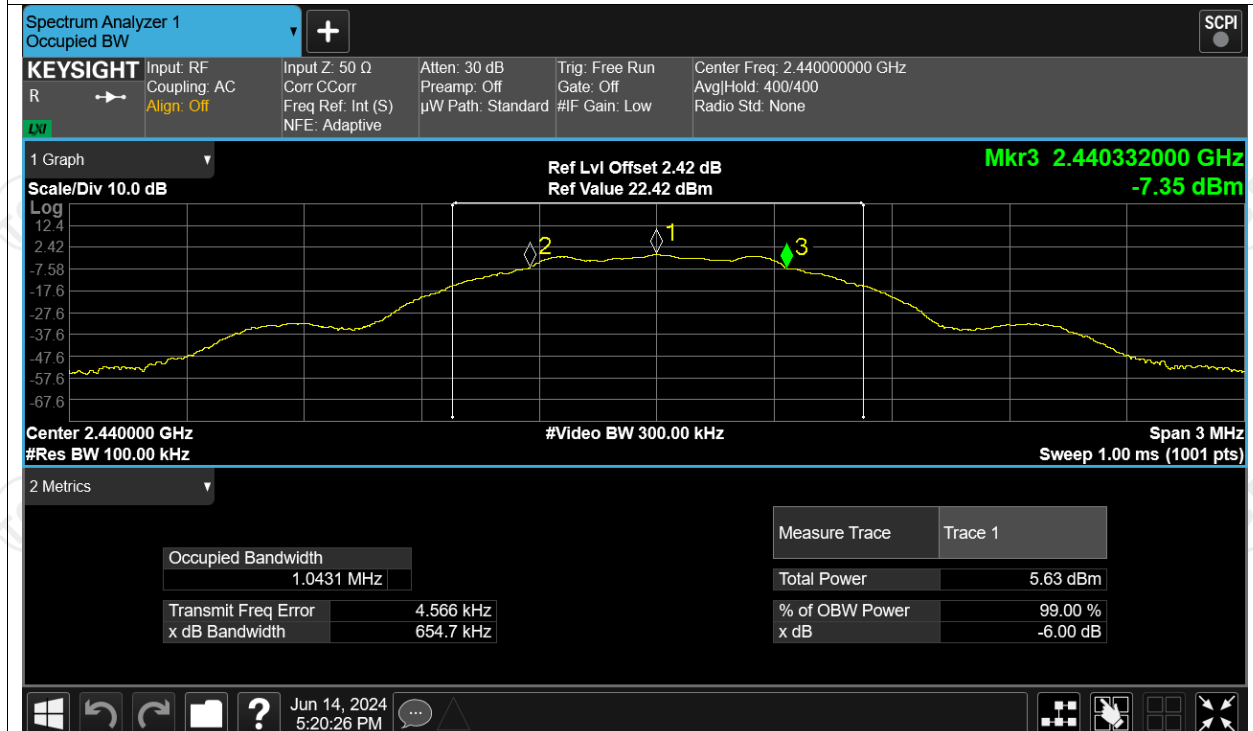 Spectrum Analyzer 1
Occupied BW
▼
+
SCPI
KEYSIGHT
R
LXI
Input: RF
Coupling: AC
Align: Off
Input Z: 50 Ω
Corr CCorr
Freq Ref: Int (S)
NFE: Adaptive
Atten: 30 dB
Preamp: Off
µW Path: Standard
Trig: Free Run
Gate: Off
#IF Gain: Low
Center Freq: 2.440000000 GHz
Avg|Hold: 400/400
Radio Std: None
1 Graph
▼
Scale/Div 10.0 dB
Ref Lvl Offset 2.42 dB
Ref Value 22.42 dBm
Mkr3 2.440332000 GHz
-7.35 dBm
Log
12.4
2.42
-7.58
-17.6
-27.6
-37.6
-47.6
-57.6
-67.6
2
1
3
Center 2.440000 GHz
#Video BW 300.00 kHz
Span 3 MHz
#Res BW 100.00 kHz
Sweep 1.00 ms (1001 pts)
2 Metrics
▼
Occupied Bandwidth
1.0431 MHz
Transmit Freq Error 4.566 kHz
x dB Bandwidth 654.7 kHz
Measure Trace Trace 1
Total Power 5.63 dBm
% of OBW Power 99.00 %
x dB -6.00 dB
?
Jun 14, 2024
5:20:26 PM